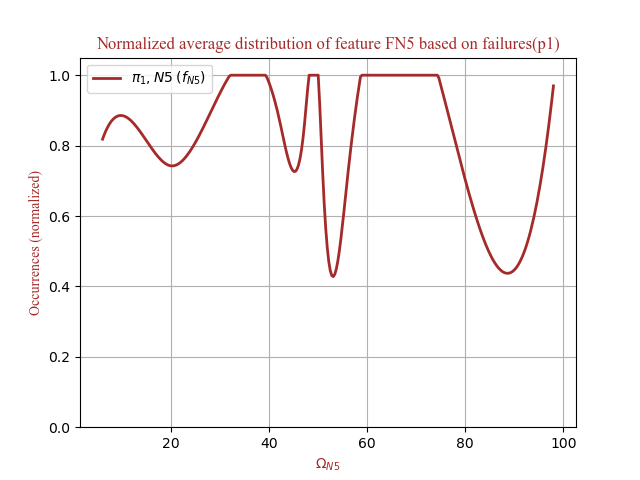 Normalized average distribution of feature FN5 based on failures(p1)
π1, N5 (fN5)
Occurrences (normalized)
1.0
0.8
0.6
0.4
0.2
0.0
20 40 60 80 100
ΩN5